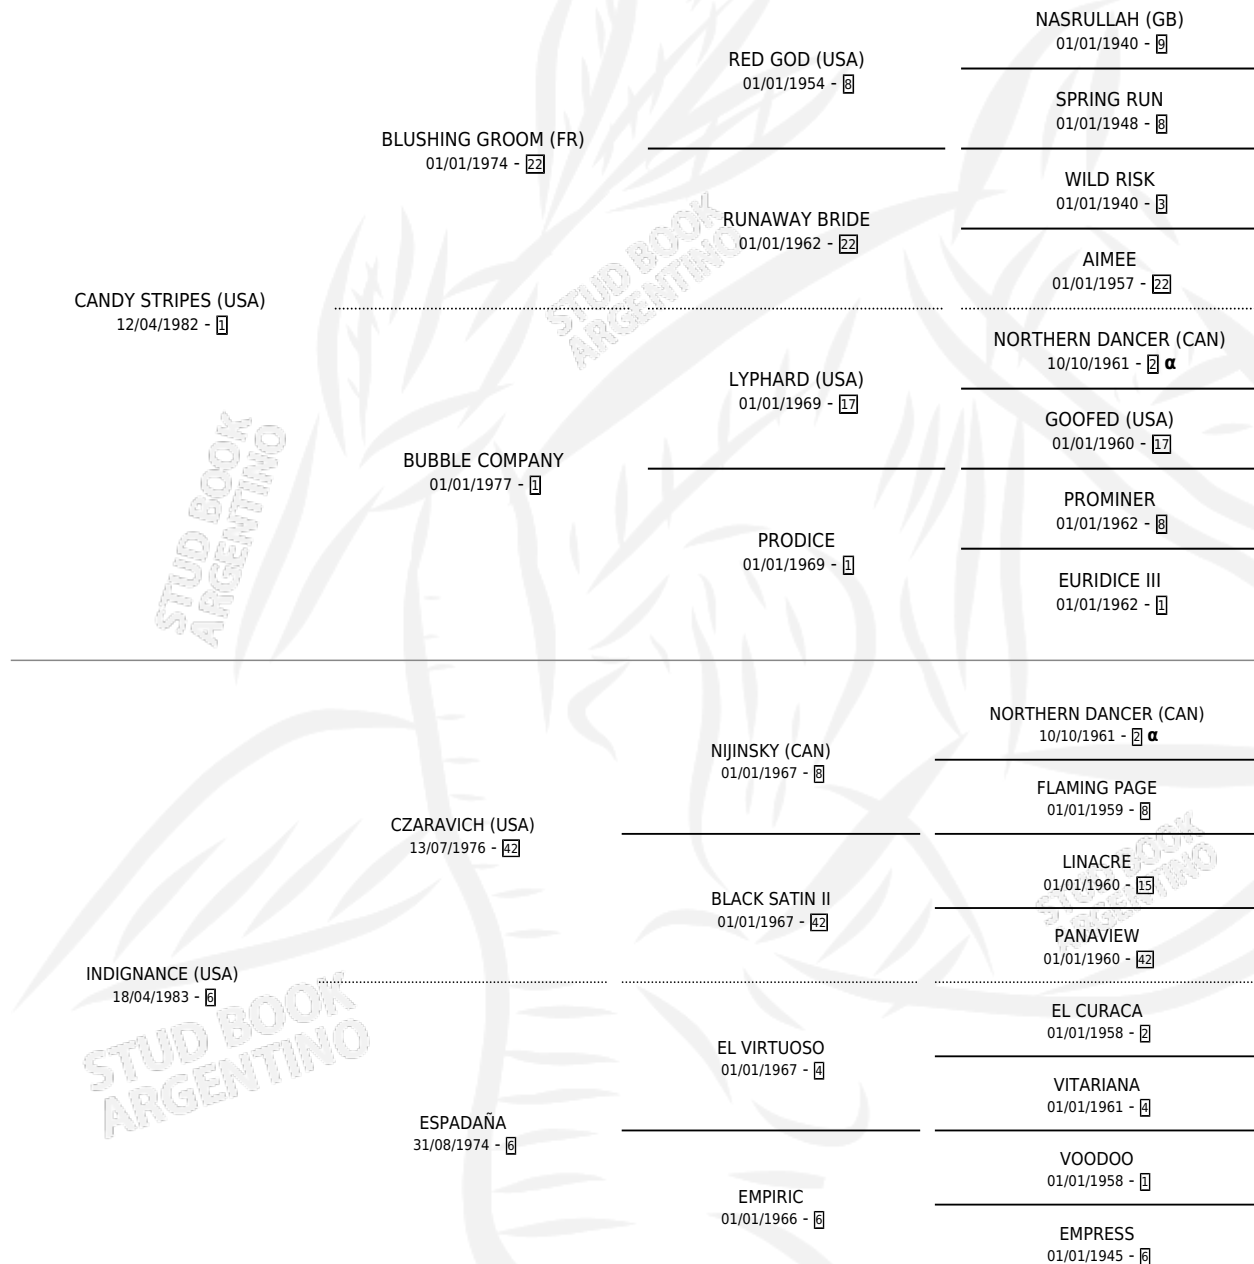 NASRULLAH (GB)
01/01/1940 - 9
RED GOD (USA)
01/01/1954 - 8
SPRING RUN
01/01/1948 - 8
BLUSHING GROOM (FR)
01/01/1974 - 22
WILD RISK
01/01/1940 - 3
RUNAWAY BRIDE
01/01/1962 - 22
AIMEE
01/01/1957 - 22
CANDY STRIPES (USA)
12/04/1982 - 1
NORTHERN DANCER (CAN)
10/10/1961 - 2 α
LYPHARD (USA)
01/01/1969 - 17
GOOFED (USA)
01/01/1960 - 17
BUBBLE COMPANY
01/01/1977 - 1
PROMINER
01/01/1962 - 8
PRODICE
01/01/1969 - 1
EURIDICE III
01/01/1962 - 1
NORTHERN DANCER (CAN)
10/10/1961 - 2 α
NIJINSKY (CAN)
01/01/1967 - 8
FLAMING PAGE
01/01/1959 - 8
CZARAVICH (USA)
13/07/1976 - 42
LINACRE
01/01/1960 - 15
BLACK SATIN II
01/01/1967 - 42
PANAVIEW
01/01/1960 - 42
INDIGNANCE (USA)
18/04/1983 - 6
EL CURACA
01/01/1958 - 2
EL VIRTUOSO
01/01/1967 - 4
VITARIANA
01/01/1961 - 4
ESPADAÑA
31/08/1974 - 6
VOODOO
01/01/1958 - 1
EMPIRIC
01/01/1966 - 6
EMPRESS
01/01/1945 - 6
STUD BOOK
ARGENTINO
STUD BOOK
ARGENTINO
STUD BOOK
ARGENTINO
STUD BOOK
ARGENTINO